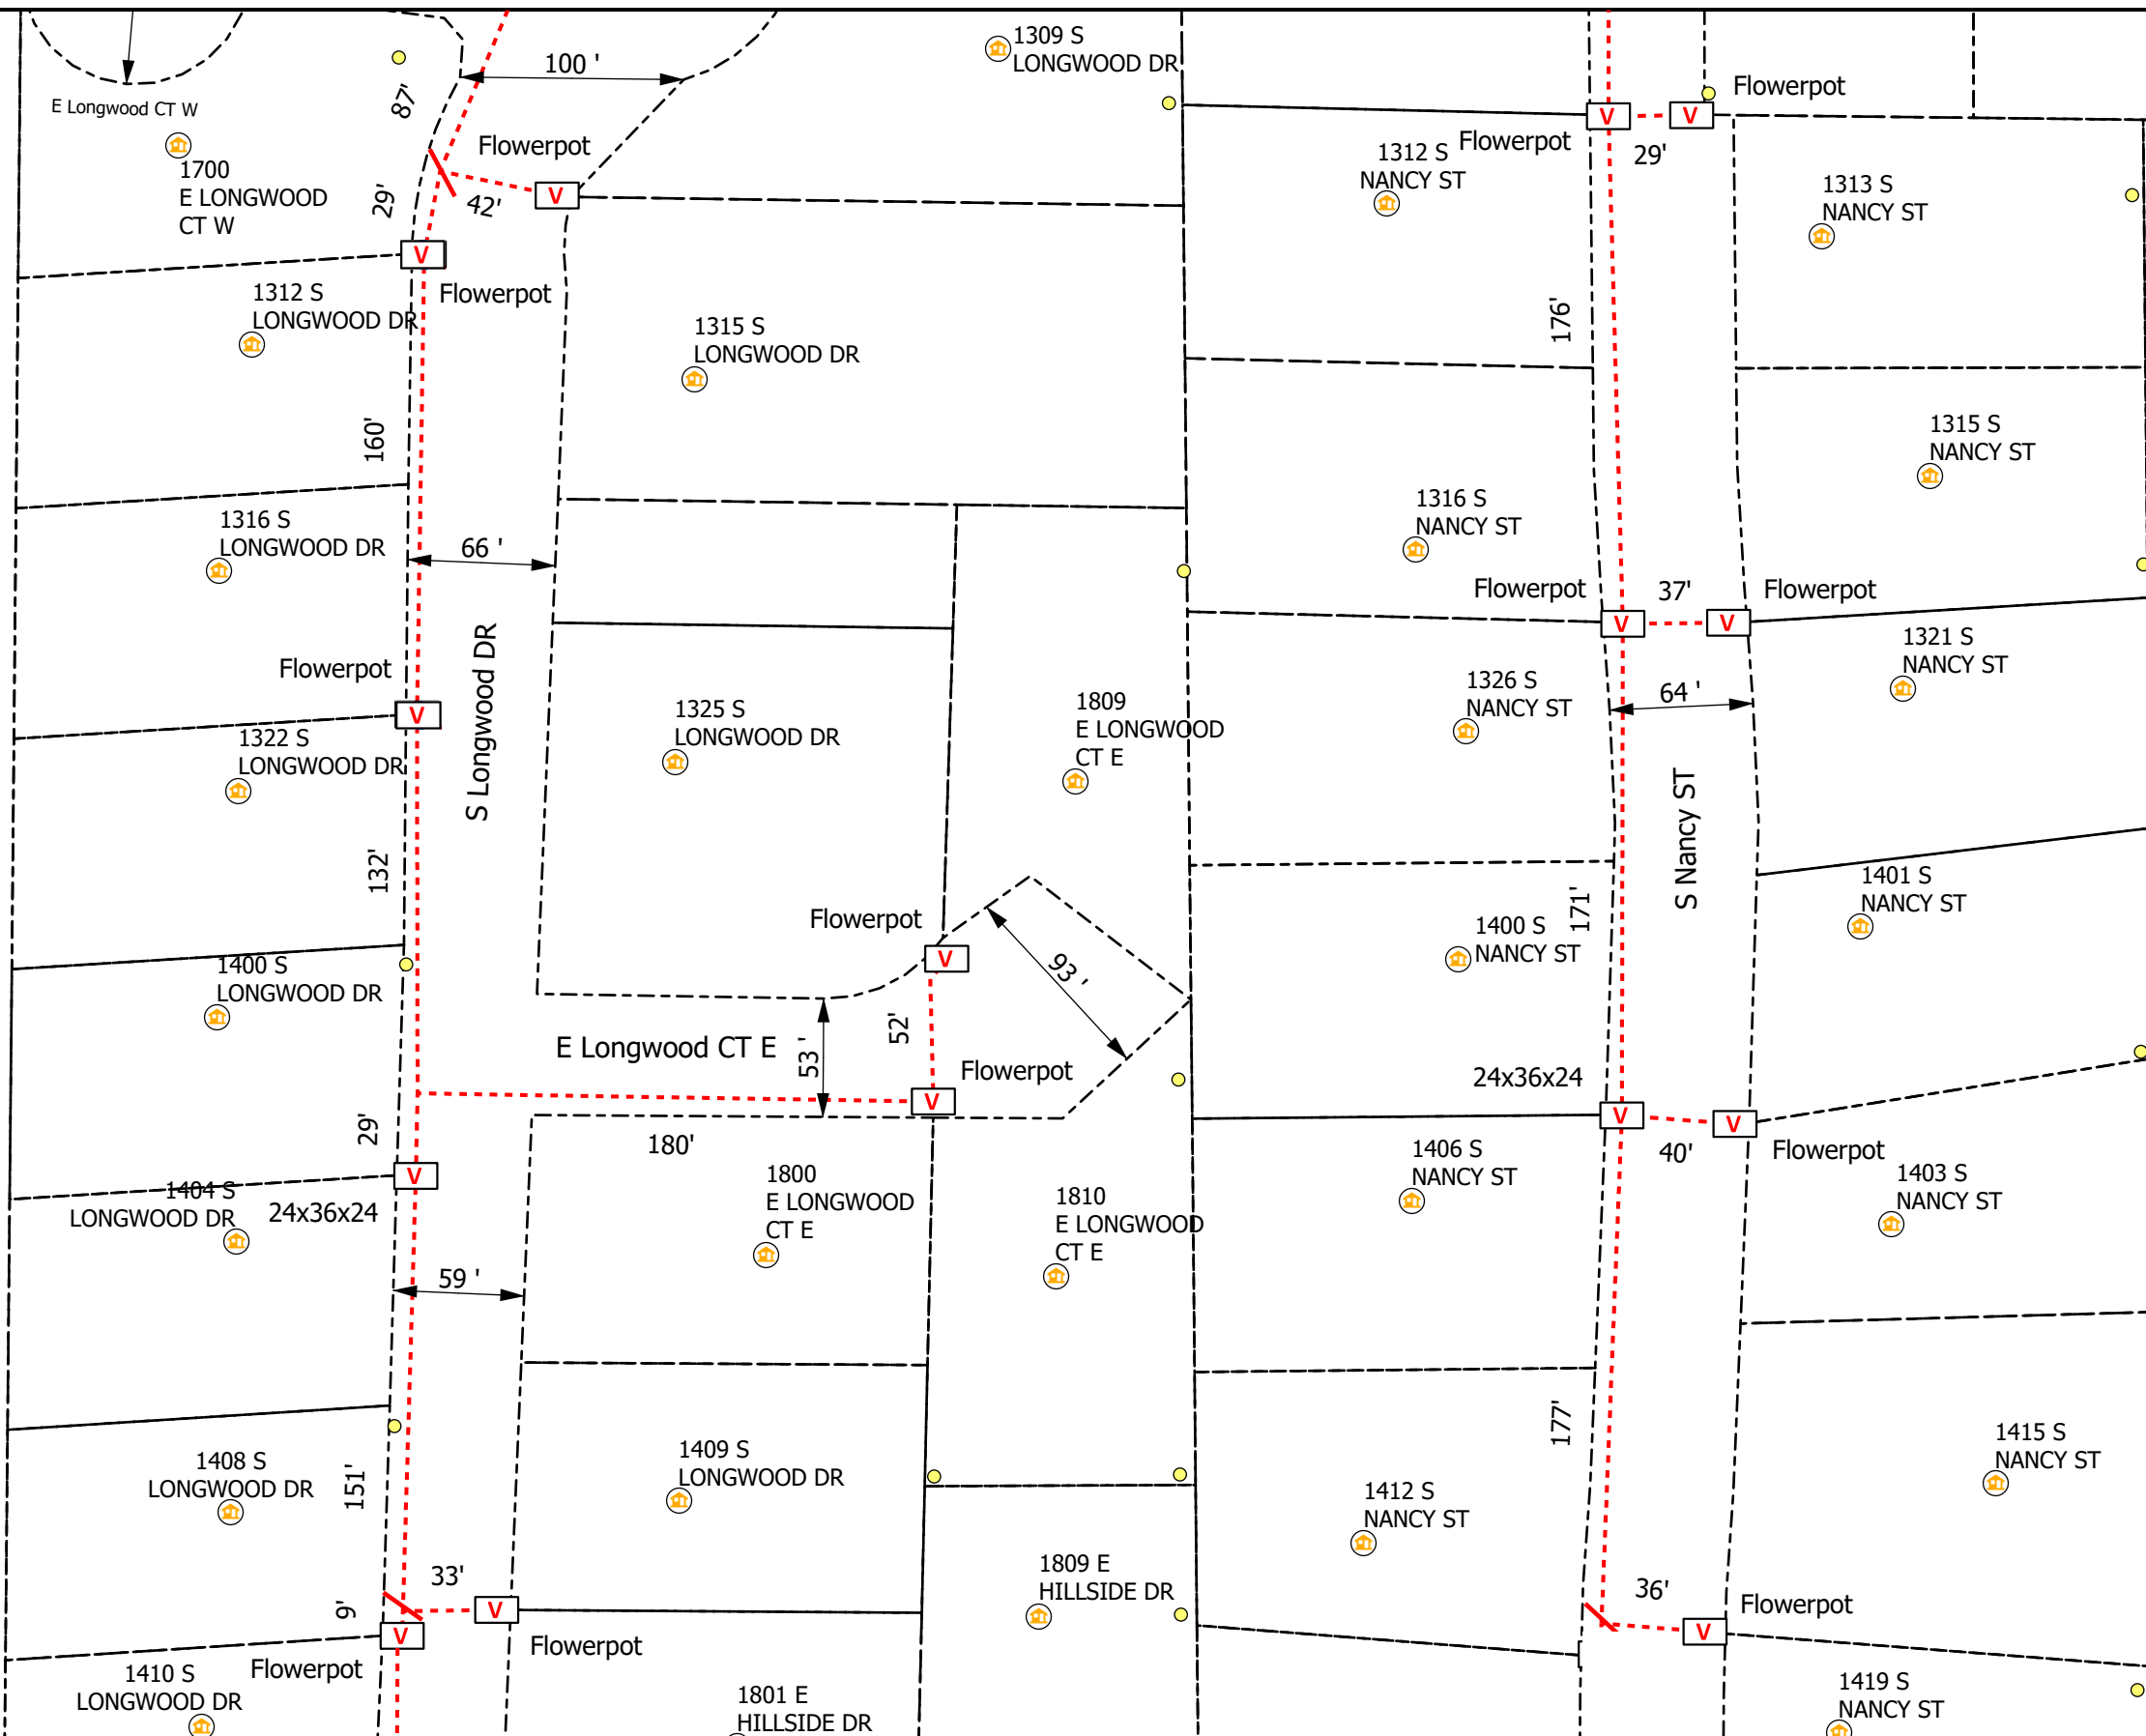 1309 S
LONGWOOD DR
100 '
87'
Flowerpot
E Longwood CT W
1700
E LONGWOOD
CT W
29'
42'
V
Flowerpot
V
V
V
Flowerpot
29'
1312 S
NANCY ST
1313 S
NANCY ST
V
Flowerpot
1312 S
LONGWOOD DR
1315 S
LONGWOOD DR
176'
160'
1315 S
NANCY ST
1316 S
NANCY ST
1316 S
LONGWOOD DR
66 '
Flowerpot
37'
Flowerpot
V
V
S Longwood DR
Flowerpot
V
1321 S
NANCY ST
1326 S
NANCY ST
64 '
1325 S
LONGWOOD DR
1809
E LONGWOOD
CT E
1322 S
LONGWOOD DR
S Nancy ST
132'
171'
1401 S
NANCY ST
Flowerpot
V
1400 S
NANCY ST
93 '
1400 S
LONGWOOD DR
52'
E Longwood CT E
53 '
Flowerpot
V
24x36x24
V
V
40'
Flowerpot
29'
180'
V
1404 S
LONGWOOD DR
24x36x24
1800
E LONGWOOD
CT E
1810
E LONGWOOD
CT E
1406 S
NANCY ST
1403 S
NANCY ST
59 '
177'
1415 S
NANCY ST
1408 S
LONGWOOD DR
151'
1409 S
LONGWOOD DR
1412 S
NANCY ST
33'
V
9'
V
Flowerpot
Flowerpot
1809 E
HILLSIDE DR
36'
V
Flowerpot
1410 S
LONGWOOD DR
1801 E
HILLSIDE DR
1419 S
NANCY ST